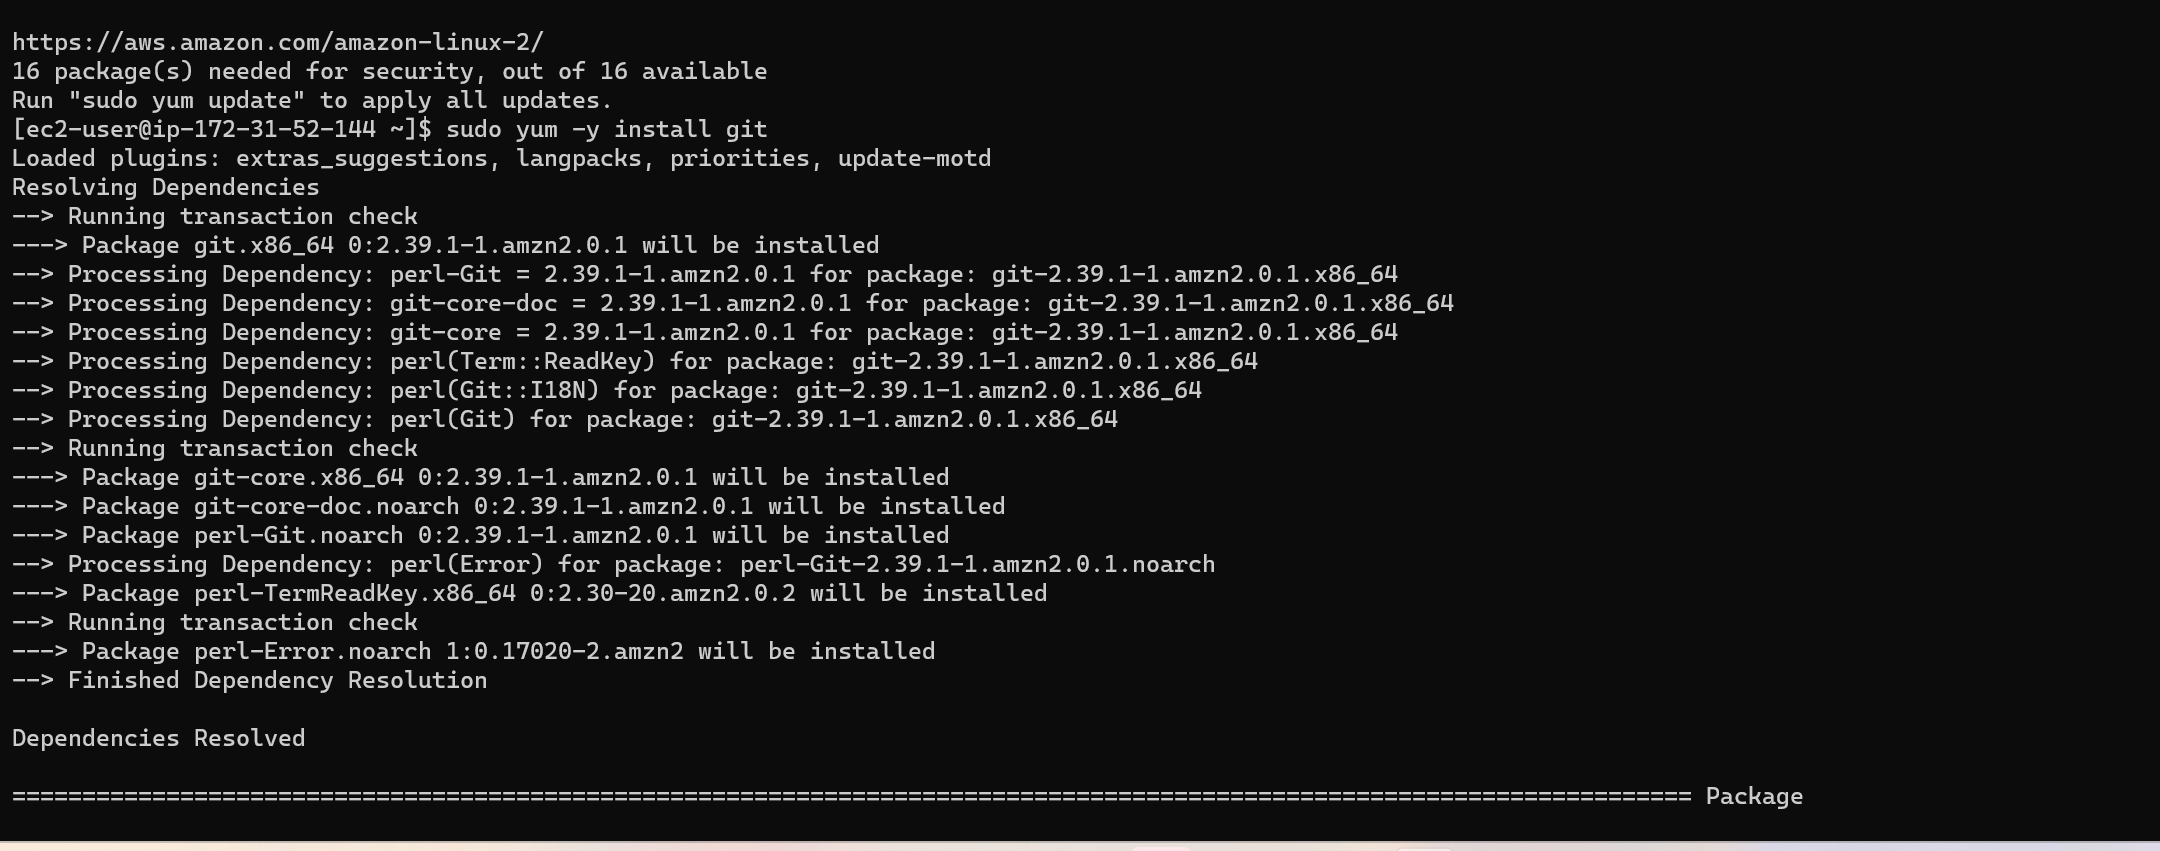 https://aws.amazon.com/amazon-linux-2/
16 package(s) needed for security, out of 16 available
Run "sudo yum update" to apply all updates.
[ec2-user@ip-172-31-52-144 ~]$ sudo yum -y install git
Loaded plugins: extras_suggestions, langpacks, priorities, update-motd
Resolving Dependencies
--> Running transaction check
---> Package git.x86_64 0:2.39.1-1.amzn2.0.1 will be installed
--> Processing Dependency: perl-Git = 2.39.1-1.amzn2.0.1 for package: git-2.39.1-1.amzn2.0.1.x86_64
--> Processing Dependency: git-core-doc = 2.39.1-1.amzn2.0.1 for package: git-2.39.1-1.amzn2.0.1.x86_64
--> Processing Dependency: git-core = 2.39.1-1.amzn2.0.1 for package: git-2.39.1-1.amzn2.0.1.x86_64
--> Processing Dependency: perl(Term::ReadKey) for package: git-2.39.1-1.amzn2.0.1.x86_64
--> Processing Dependency: perl(Git::I18N) for package: git-2.39.1-1.amzn2.0.1.x86_64
--> Processing Dependency: perl(Git) for package: git-2.39.1-1.amzn2.0.1.x86_64
--> Running transaction check
---> Package git-core.x86_64 0:2.39.1-1.amzn2.0.1 will be installed
---> Package git-core-doc.noarch 0:2.39.1-1.amzn2.0.1 will be installed
---> Package perl-Git.noarch 0:2.39.1-1.amzn2.0.1 will be installed
--> Processing Dependency: perl(Error) for package: perl-Git-2.39.1-1.amzn2.0.1.noarch
---> Package perl-TermReadKey.x86_64 0:2.30-20.amzn2.0.2 will be installed
--> Running transaction check
---> Package perl-Error.noarch 1:0.17020-2.amzn2 will be installed
--> Finished Dependency Resolution
Dependencies Resolved
======================================================================================================================== Package